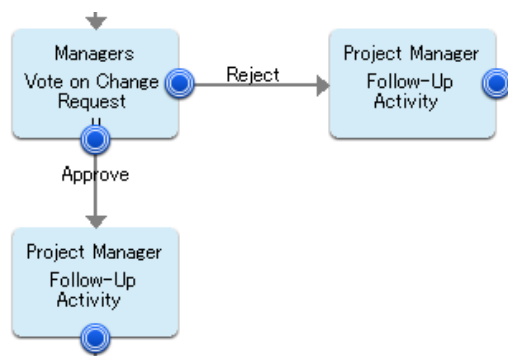 Managers
Vote on Change
Request
Reject
Project Manager
Follow-Up
Activity
Approve
Project Manager
Follow-Up
Activity